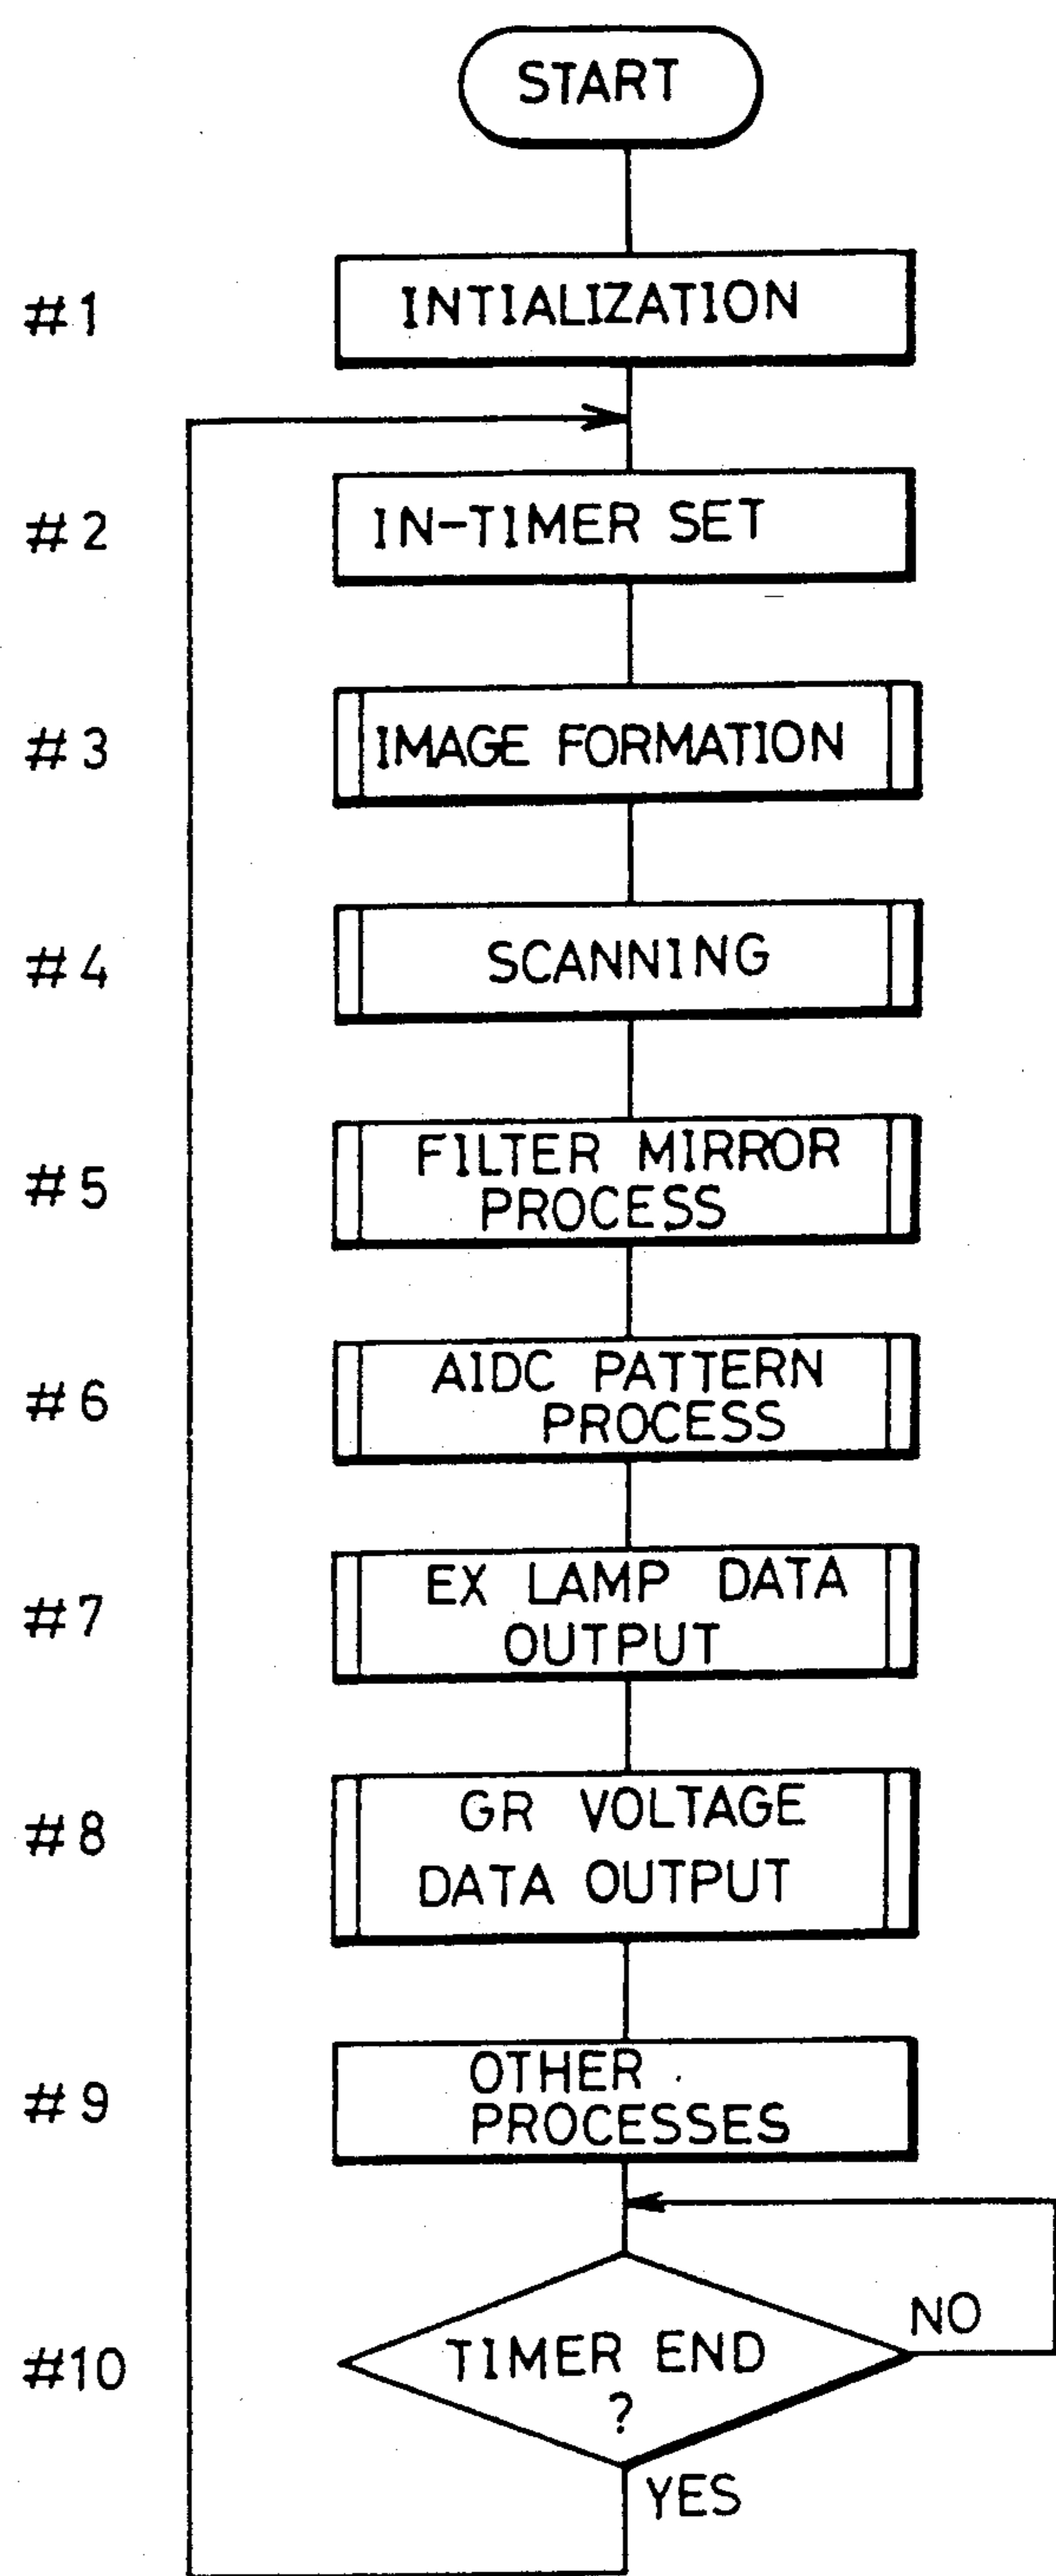 START
#1
INTIALIZATION
#2
IN-TIMER SET
#3
IMAGE FORMATION
#4
SCANNING
#5
FILTER MIRROR
PROCESS
#6
AIDC PATTERN
PROCESS
#7
EX LAMP DATA
OUTPUT
#8
GR VOLTAGE
DATA OUTPUT
#9
OTHER
PROCESSES
#10
TIMER END
?
NO
YES